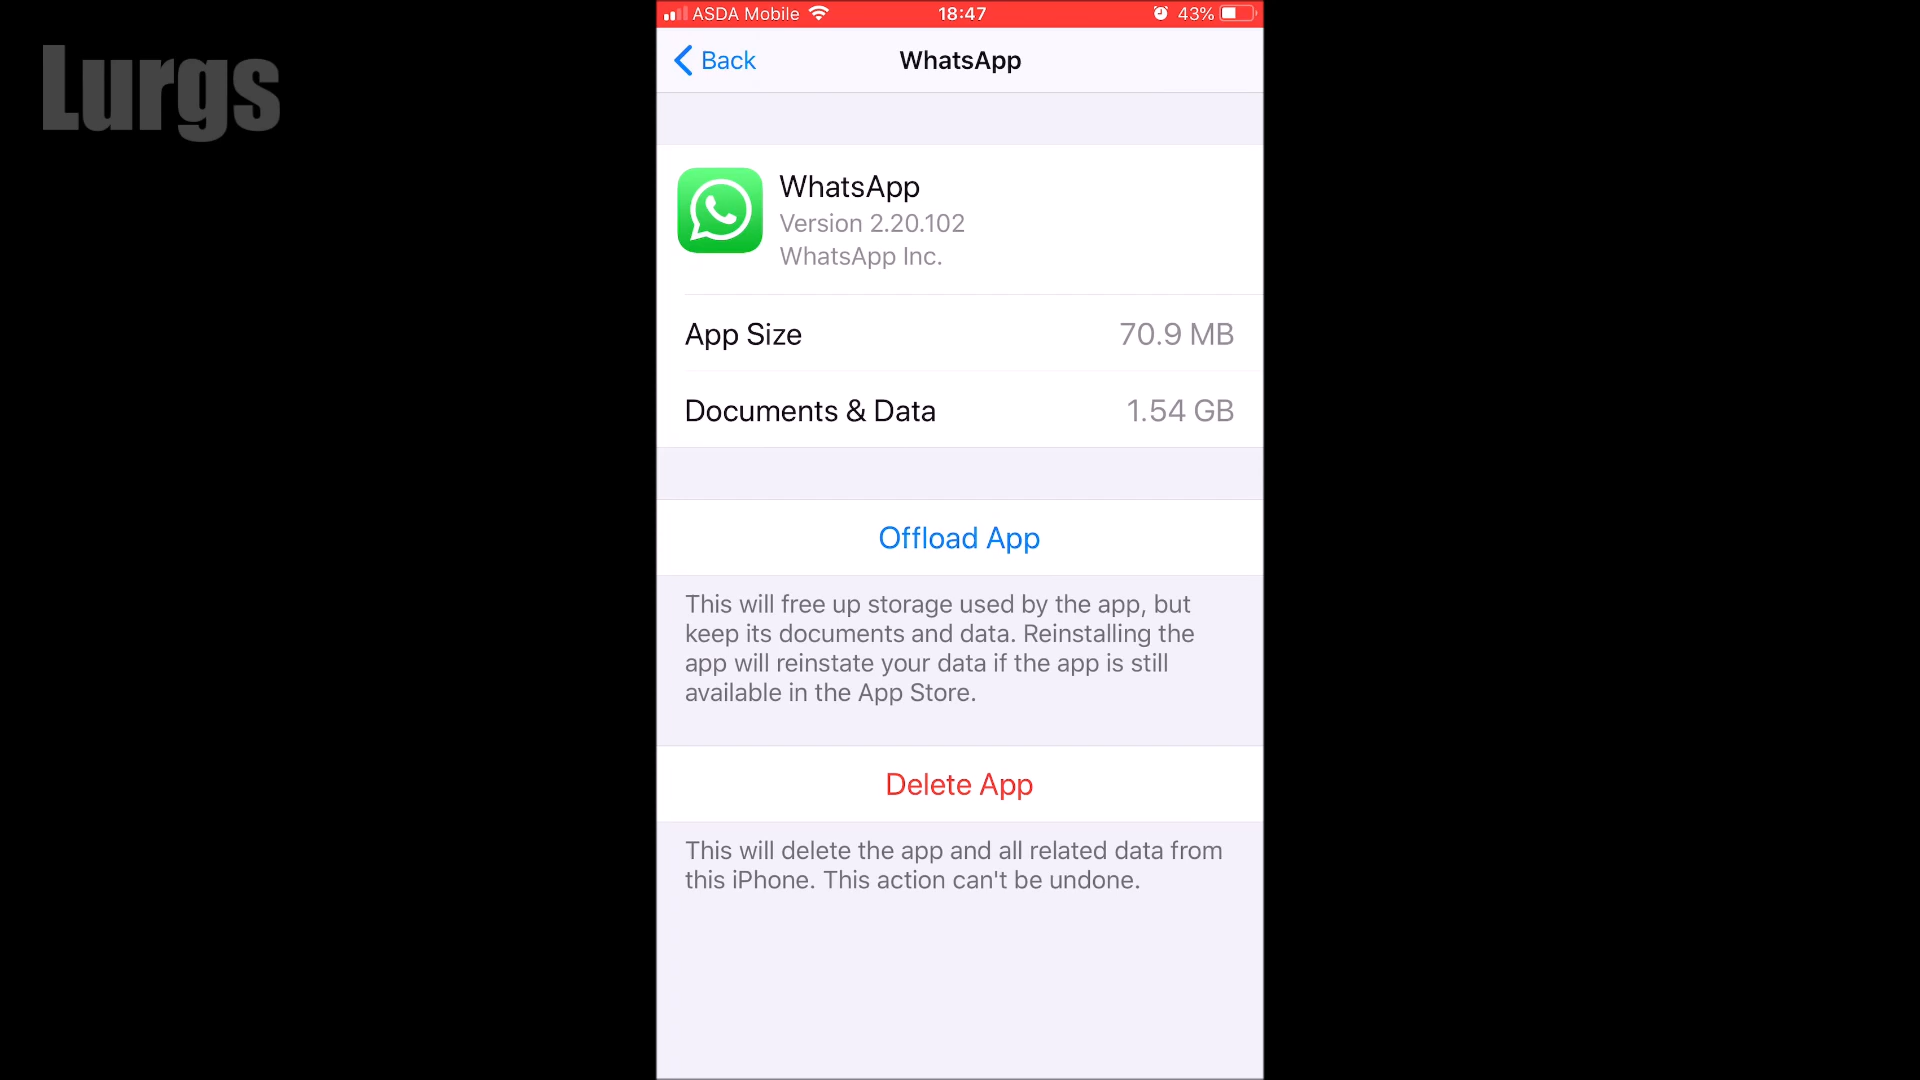 Lurgs
ASDA Mobile 18:47 43%
Back WhatsApp
WhatsApp
Version 2.20.102
WhatsApp Inc.
App Size 70.9 MB
Documents & Data 1.54 GB
Offload App
This will free up storage used by the app, but
keep its documents and data. Reinstalling the
app will reinstate your data if the app is still
available in the App Store.
Delete App
This will delete the app and all related data from
this iPhone. This action can't be undone.